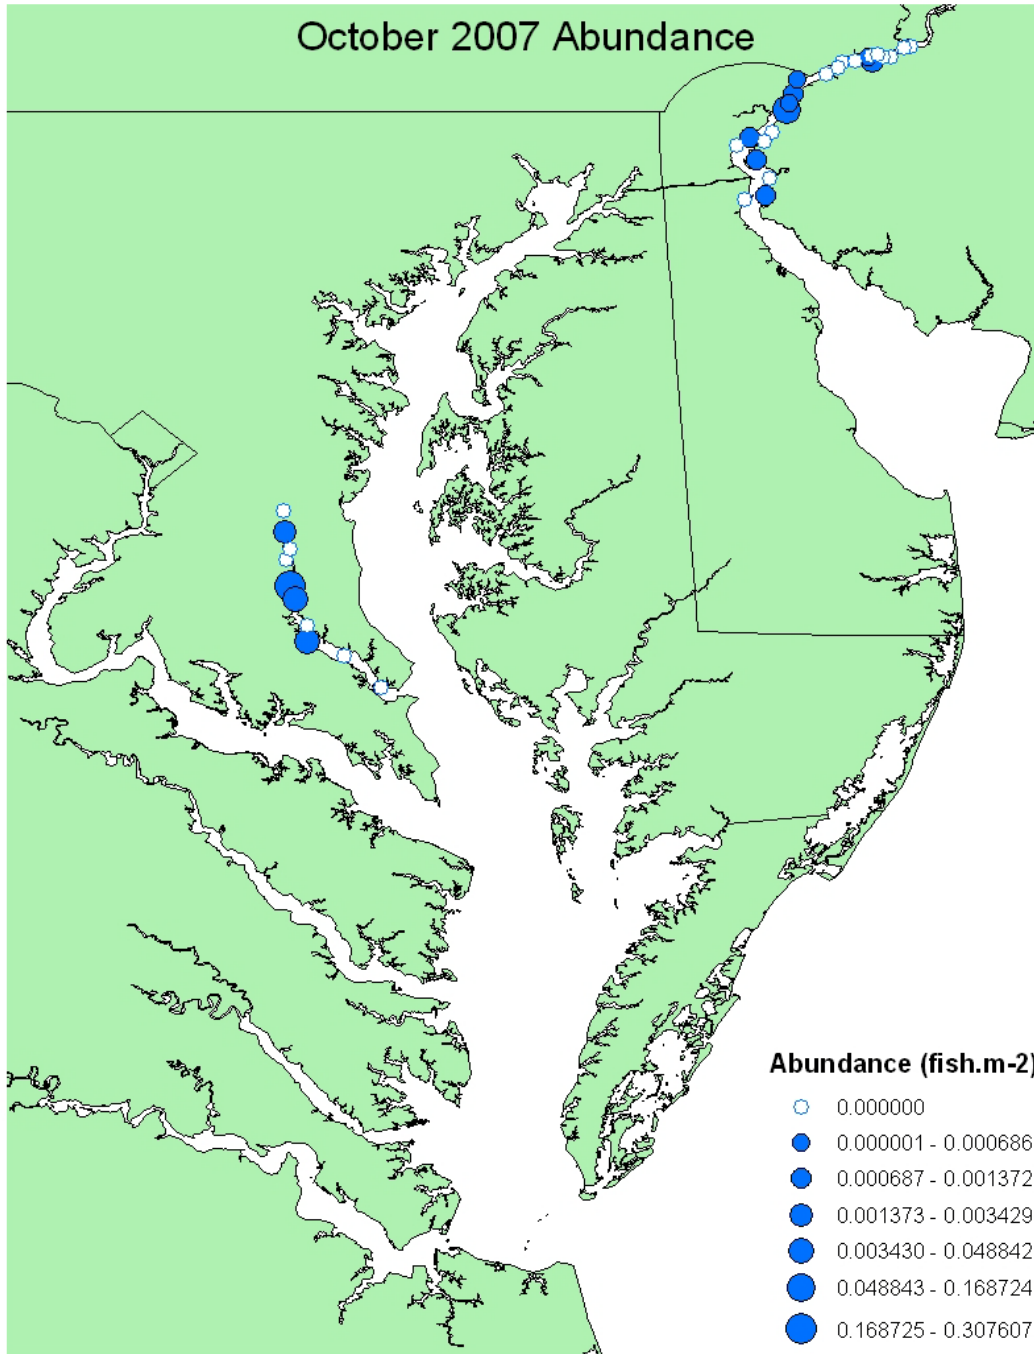 October 2007 Abundance
Abundance (fish.m-2)
0.000000
0.000001 - 0.000686
0.000687 - 0.001372
0.001373 - 0.003429
0.003430 - 0.048842
0.048843 - 0.168724
0.168725 - 0.307607